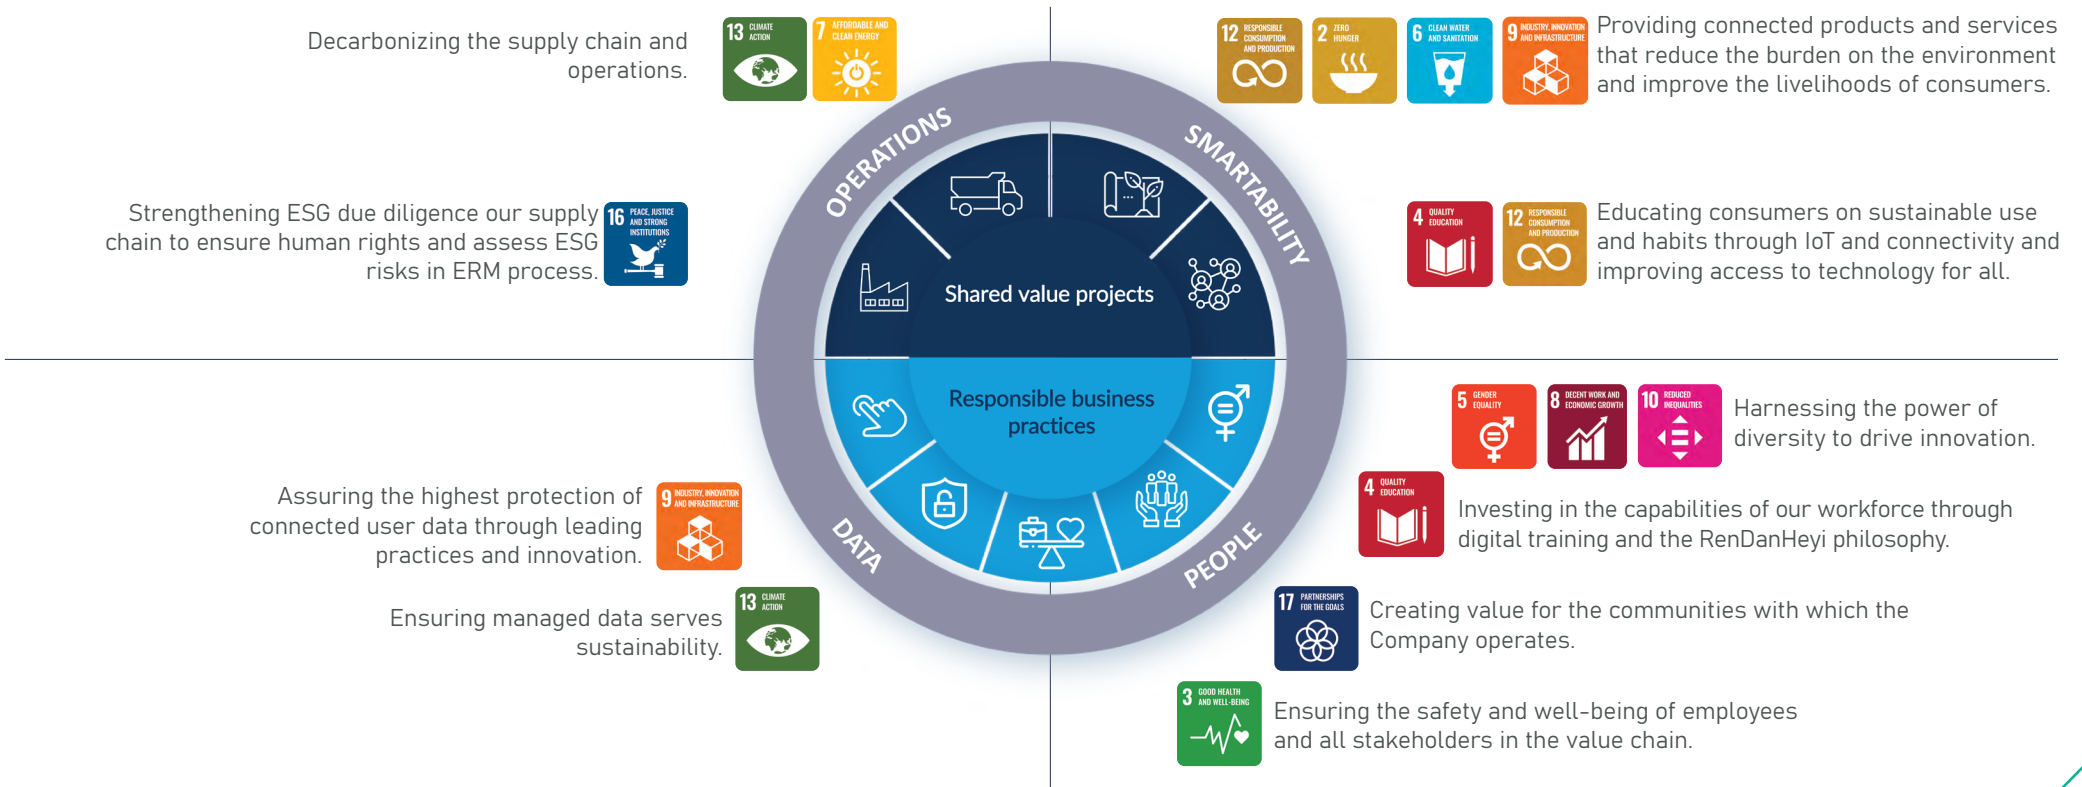 Decarbonizing the supply chain and
operations.
13 CLIMATE
ACTION
7 AFFORDABLE AND
CLEAN ENERGY
12 RESPONSIBLE
CONSUMPTION
AND PRODUCTION
2 ZERO
HUNGER
6 CLEAN WATER
AND SANITATION
9 INDUSTRY, INNOVATION
AND INFRASTRUCTURE
Providing connected products and services
that reduce the burden on the environment
and improve the livelihoods of consumers.
OPERATIONS
SMARTABILITY
Strengthening ESG due diligence our supply
chain to ensure human rights and assess ESG
risks in ERM process.
16 PEACE, JUSTICE
AND STRONG
INSTITUTIONS
4 QUALITY
EDUCATION
12 RESPONSIBLE
CONSUMPTION
AND PRODUCTION
Educating consumers on sustainable use
and habits through IoT and connectivity and
improving access to technology for all.
Shared value projects
Responsible business
practices
5 GENDER
EQUALITY
8 DECENT WORK AND
ECONOMIC GROWTH
10 REDUCED
INEQUALITIES
Harnessing the power of
diversity to drive innovation.
Assuring the highest protection of
connected user data through leading
practices and innovation.
9 INDUSTRY, INNOVATION
AND INFRASTRUCTURE
4 QUALITY
EDUCATION
Investing in the capabilities of our workforce through
digital training and the RenDanHeyi philosophy.
DATA
PEOPLE
Ensuring managed data serves
sustainability.
13 CLIMATE
ACTION
17 PARTNERSHIPS
FOR THE GOALS
Creating value for the communities with which the
Company operates.
3 GOOD HEALTH
AND WELL-BEING
Ensuring the safety and well-being of employees
and all stakeholders in the value chain.